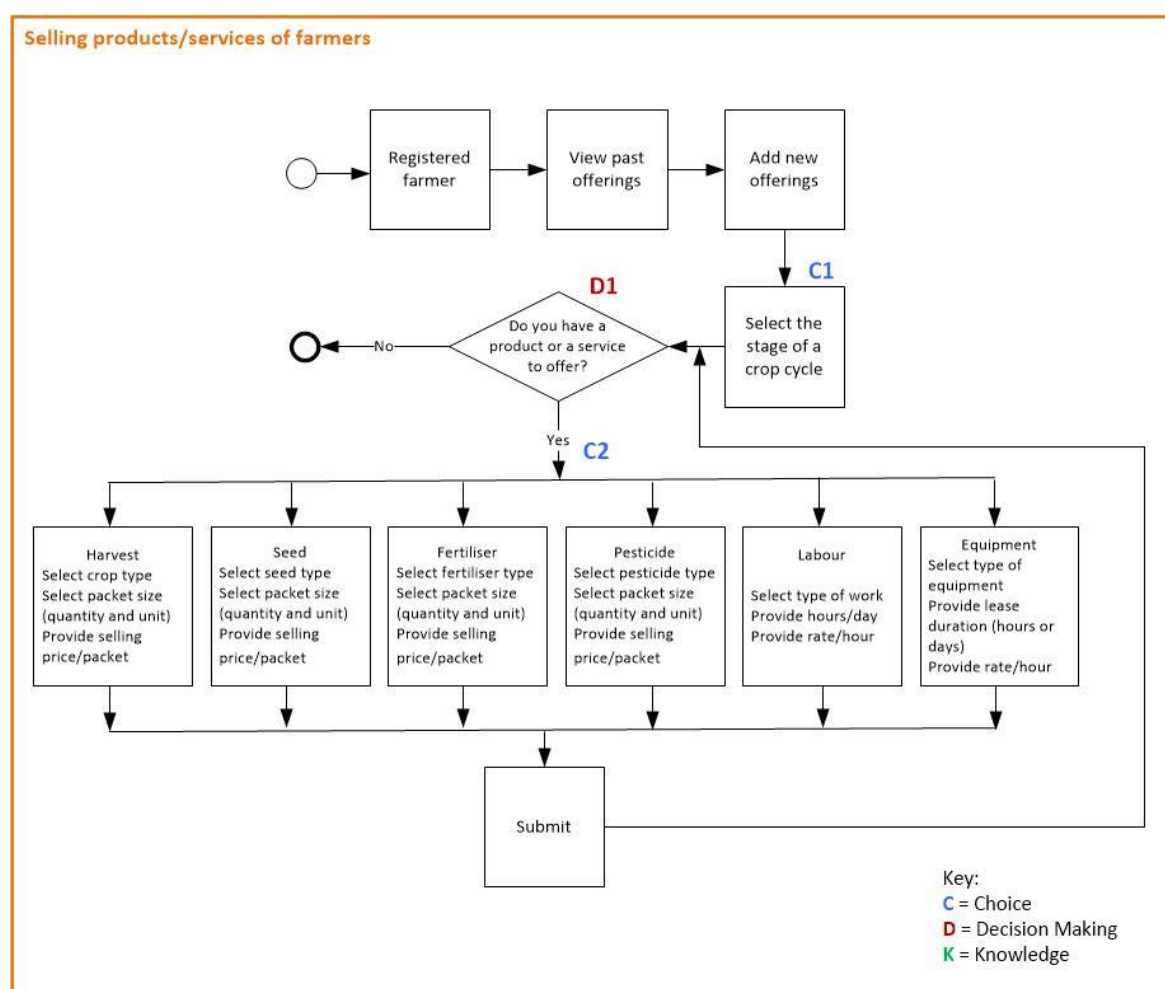 Selling products/services of farmers
Registered
farmer
View past
offerings
Add new
offerings
C1
D1
Do you have a
product or a service
to offer?
Select the
stage of a
crop cycle
No
Yes
C2
Harvest
Select crop type
Select packet size
(quantity and unit)
Provide selling
price/packet
Seed
Select seed type
Select packet size
(quantity and unit)
Provide selling
price/packet
Fertiliser
Select fertiliser type
Select packet size
(quantity and unit)
Provide selling
price/packet
Pesticide
Select pesticide type
Select packet size
(quantity and unit)
Provide selling
price/packet
Labour
Select type of work
Provide hours/day
Provide rate/hour
Equipment
Select type of
equipment
Provide lease
duration (hours or
days)
Provide rate/hour
Submit
Key:
C = Choice
D = Decision Making
K = Knowledge